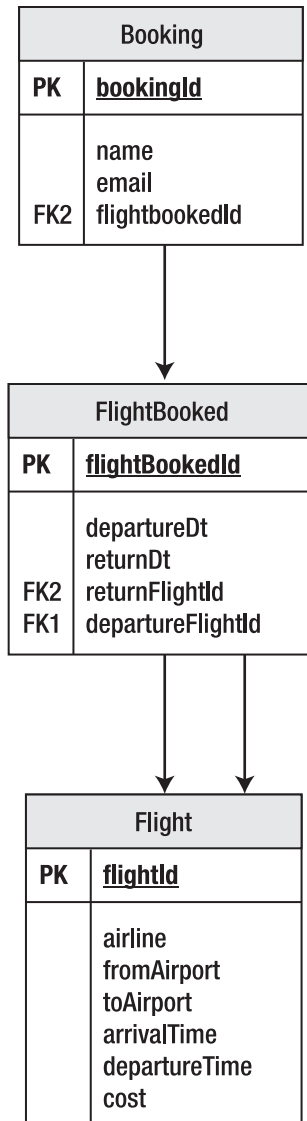 Booking
PK bookingId
name
email
FK2 flightbookedId
FlightBooked
PK flightBookedId
departureDt
returnDt
FK2 returnFlightId
FK1 departureFlightId
Flight
PK flightId
airline
fromAirport
toAirport
arrivalTime
departureTime
cost